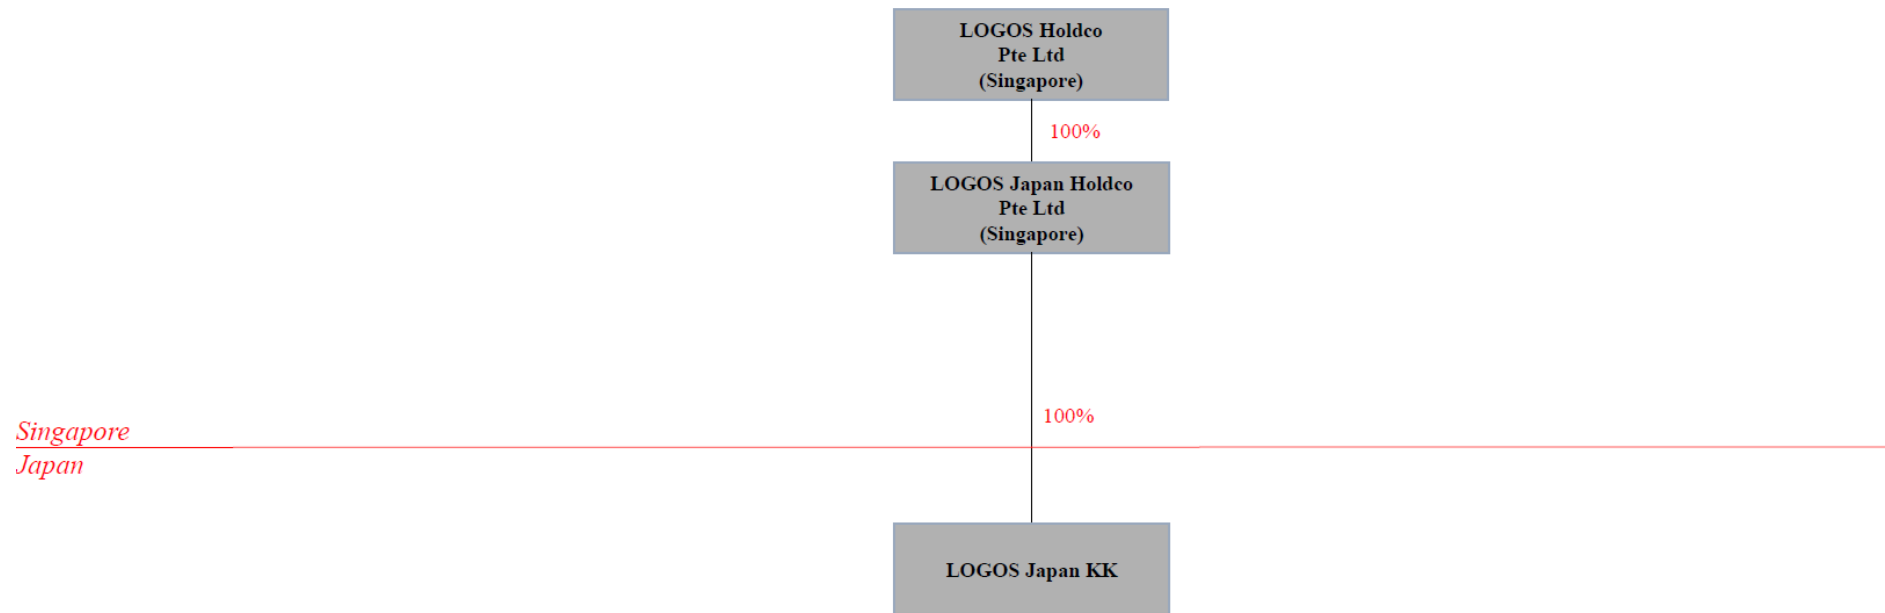 LOGOS Holdco
Pte Ltd
(Singapore)
100%
LOGOS Japan Holdco
Pte Ltd
(Singapore)
100%
Singapore
Japan
LOGOS Japan KK